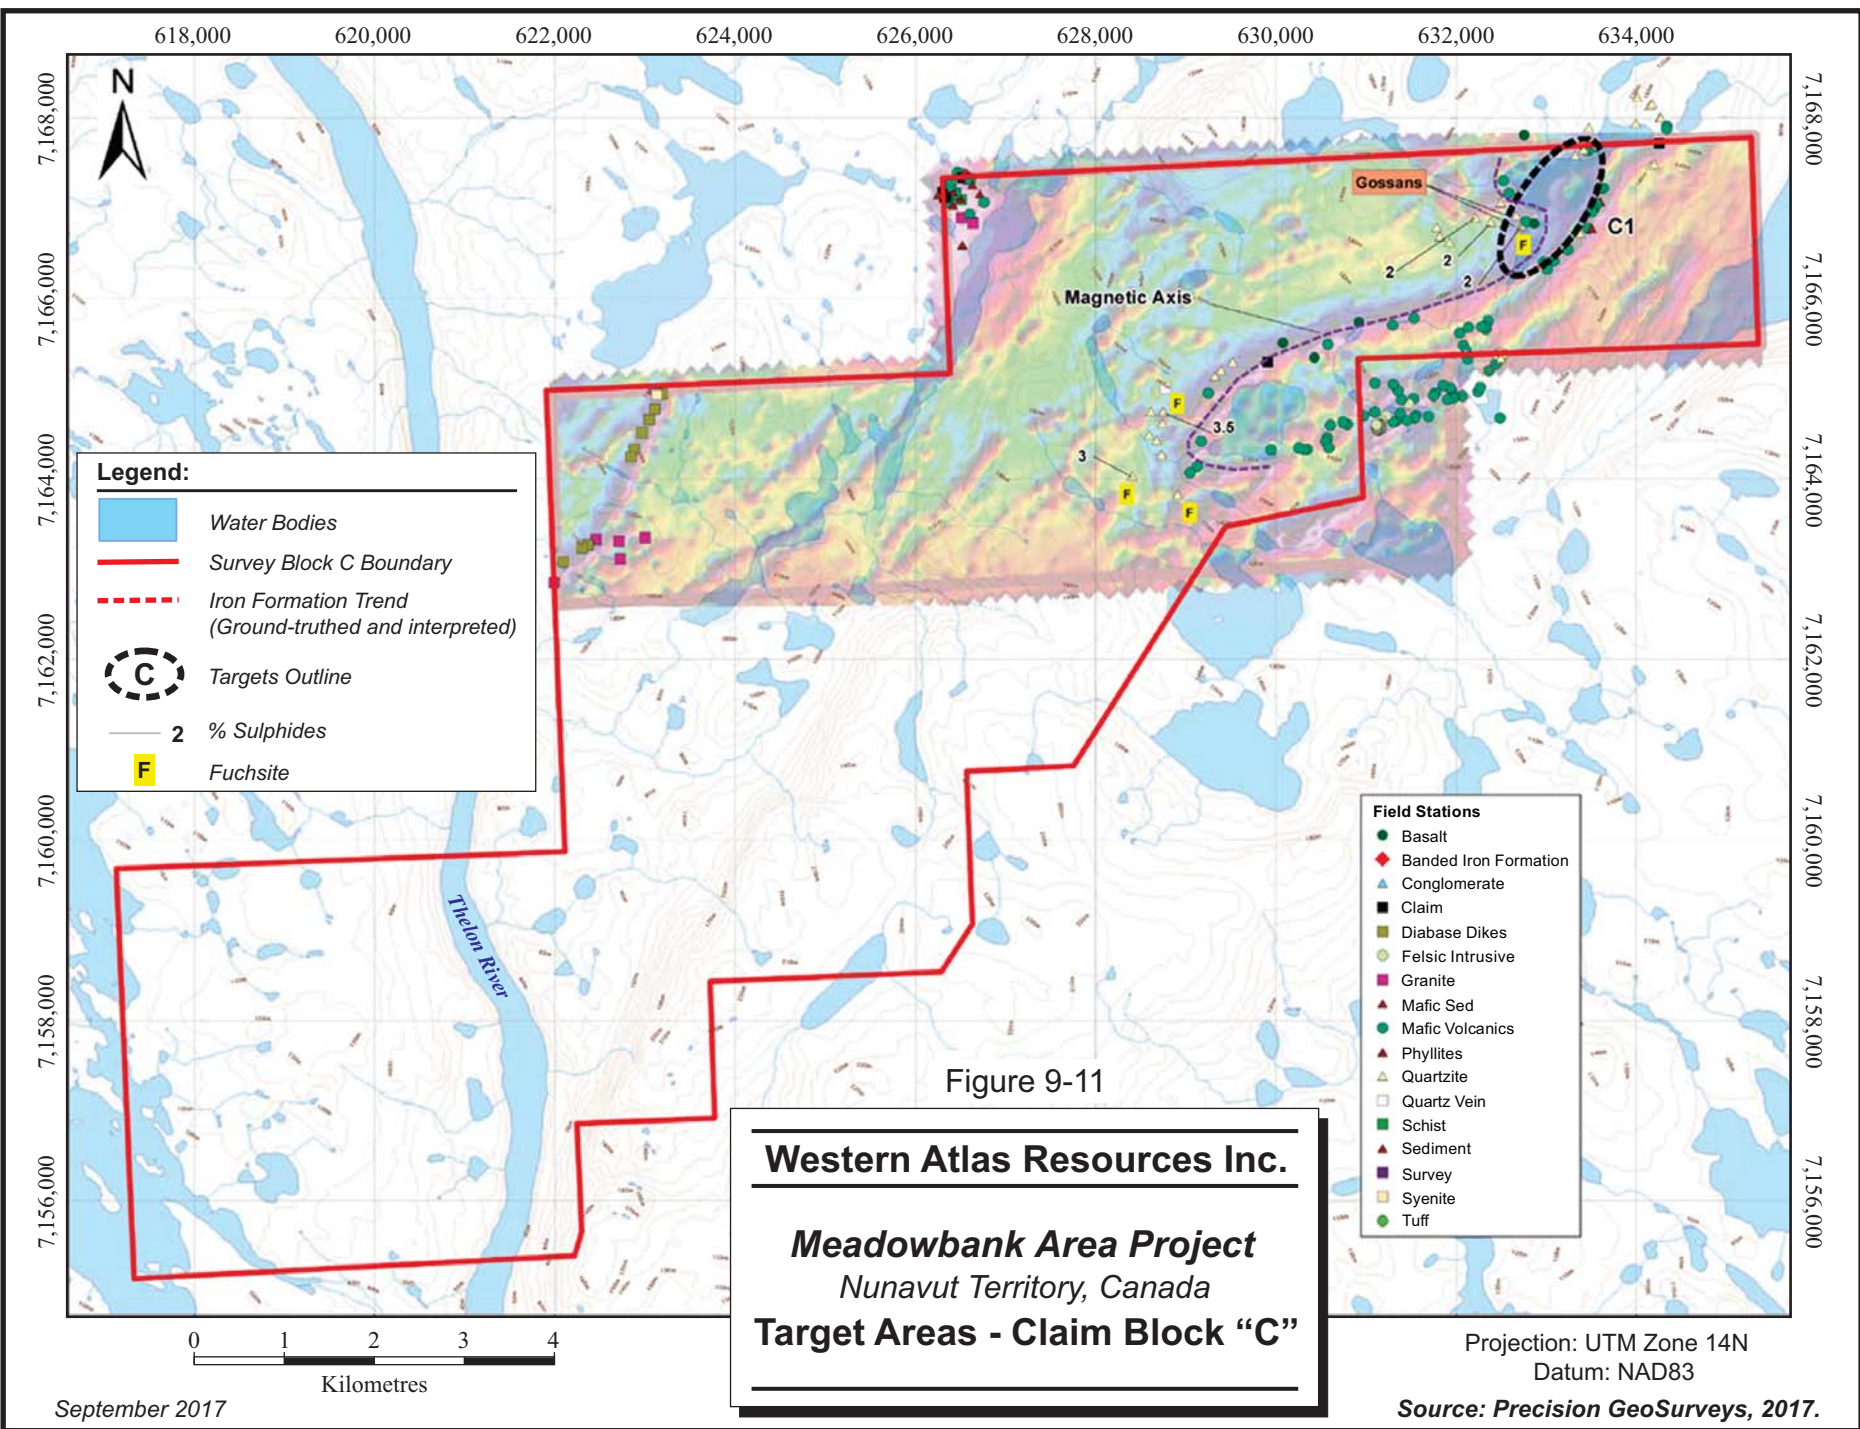 618,000 620,000 622,000 624,000 626,000 628,000 630,000 632,000 634,000
N
7,168,000
7,166,000
7,164,000
7,162,000
7,160,000
7,158,000
7,156,000
7,168,000
7,166,000
7,164,000
7,162,000
7,160,000
7,158,000
7,156,000
Gossans
C1
F
2
2
2
Magnetic Axis
F
3.5
3
F
F
Legend:
Water Bodies
Survey Block C Boundary
Iron Formation Trend
(Ground-truthed and interpreted)
C
Targets Outline
2 % Sulphides
F Fuchsite
Thelon River
Field Stations
Basalt
Banded Iron Formation
Conglomerate
Claim
Diabase Dikes
Felsic Intrusive
Granite
Mafic Sed
Mafic Volcanics
Phyllites
Quartzite
Quartz Vein
Schist
Sediment
Survey
Syenite
Tuff
Figure 9-11
Western Atlas Resources Inc.
Meadowbank Area Project
Nunavut Territory, Canada
Target Areas - Claim Block “C”
0 1 2 3 4
Kilometres
Projection: UTM Zone 14N
Datum: NAD83
September 2017
Source: Precision GeoSurveys, 2017.